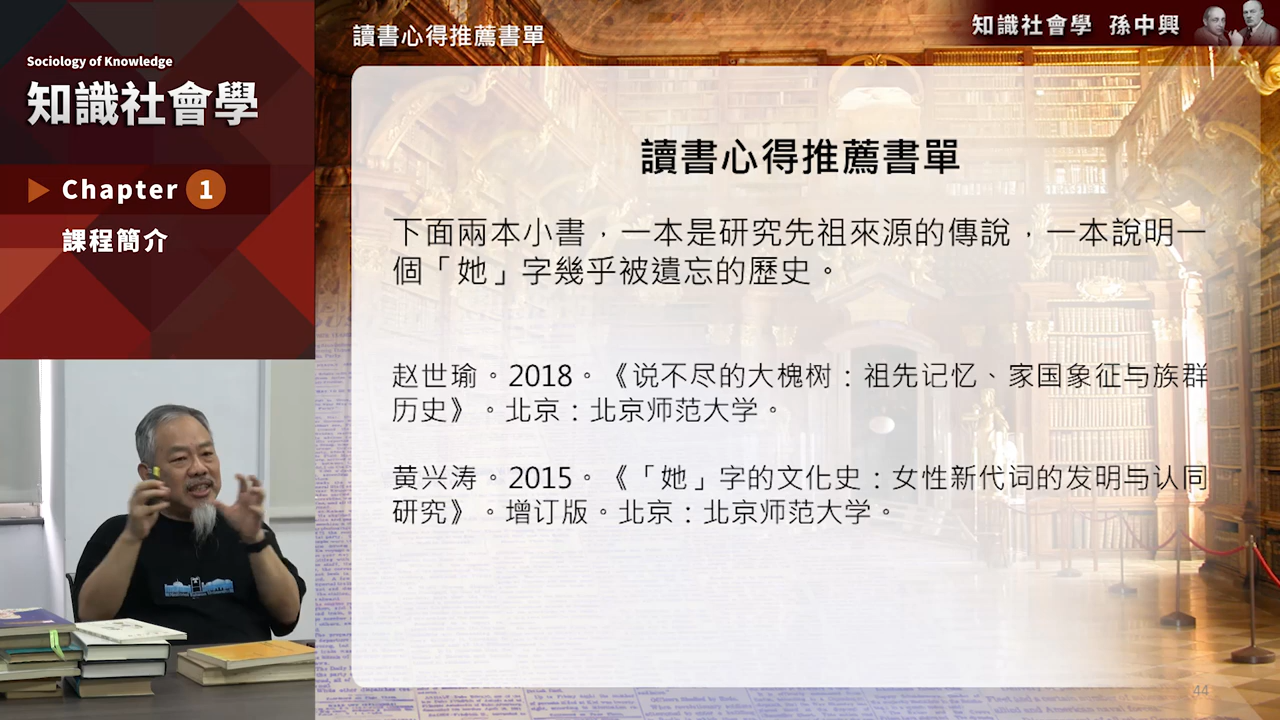 Sociology of Knowledge
知識社會學
Chapter 1
課程簡介
讀書心得推薦書單
知識社會學 孫中興
讀書心得推薦書單
下面兩本小書，一本是研究先祖來源的傳說，一本說明一
個「她」字幾乎被遺忘的歷史。
赵世瑜。2018。《说不尽的大槐树：祖先记忆、家国象征与族群
历史》。北京：北京师范大学。
黄兴涛。2015。《「她」字的文化史：女性新代词的发明与认同
研究》。增订版。北京：北京师范大学。
44